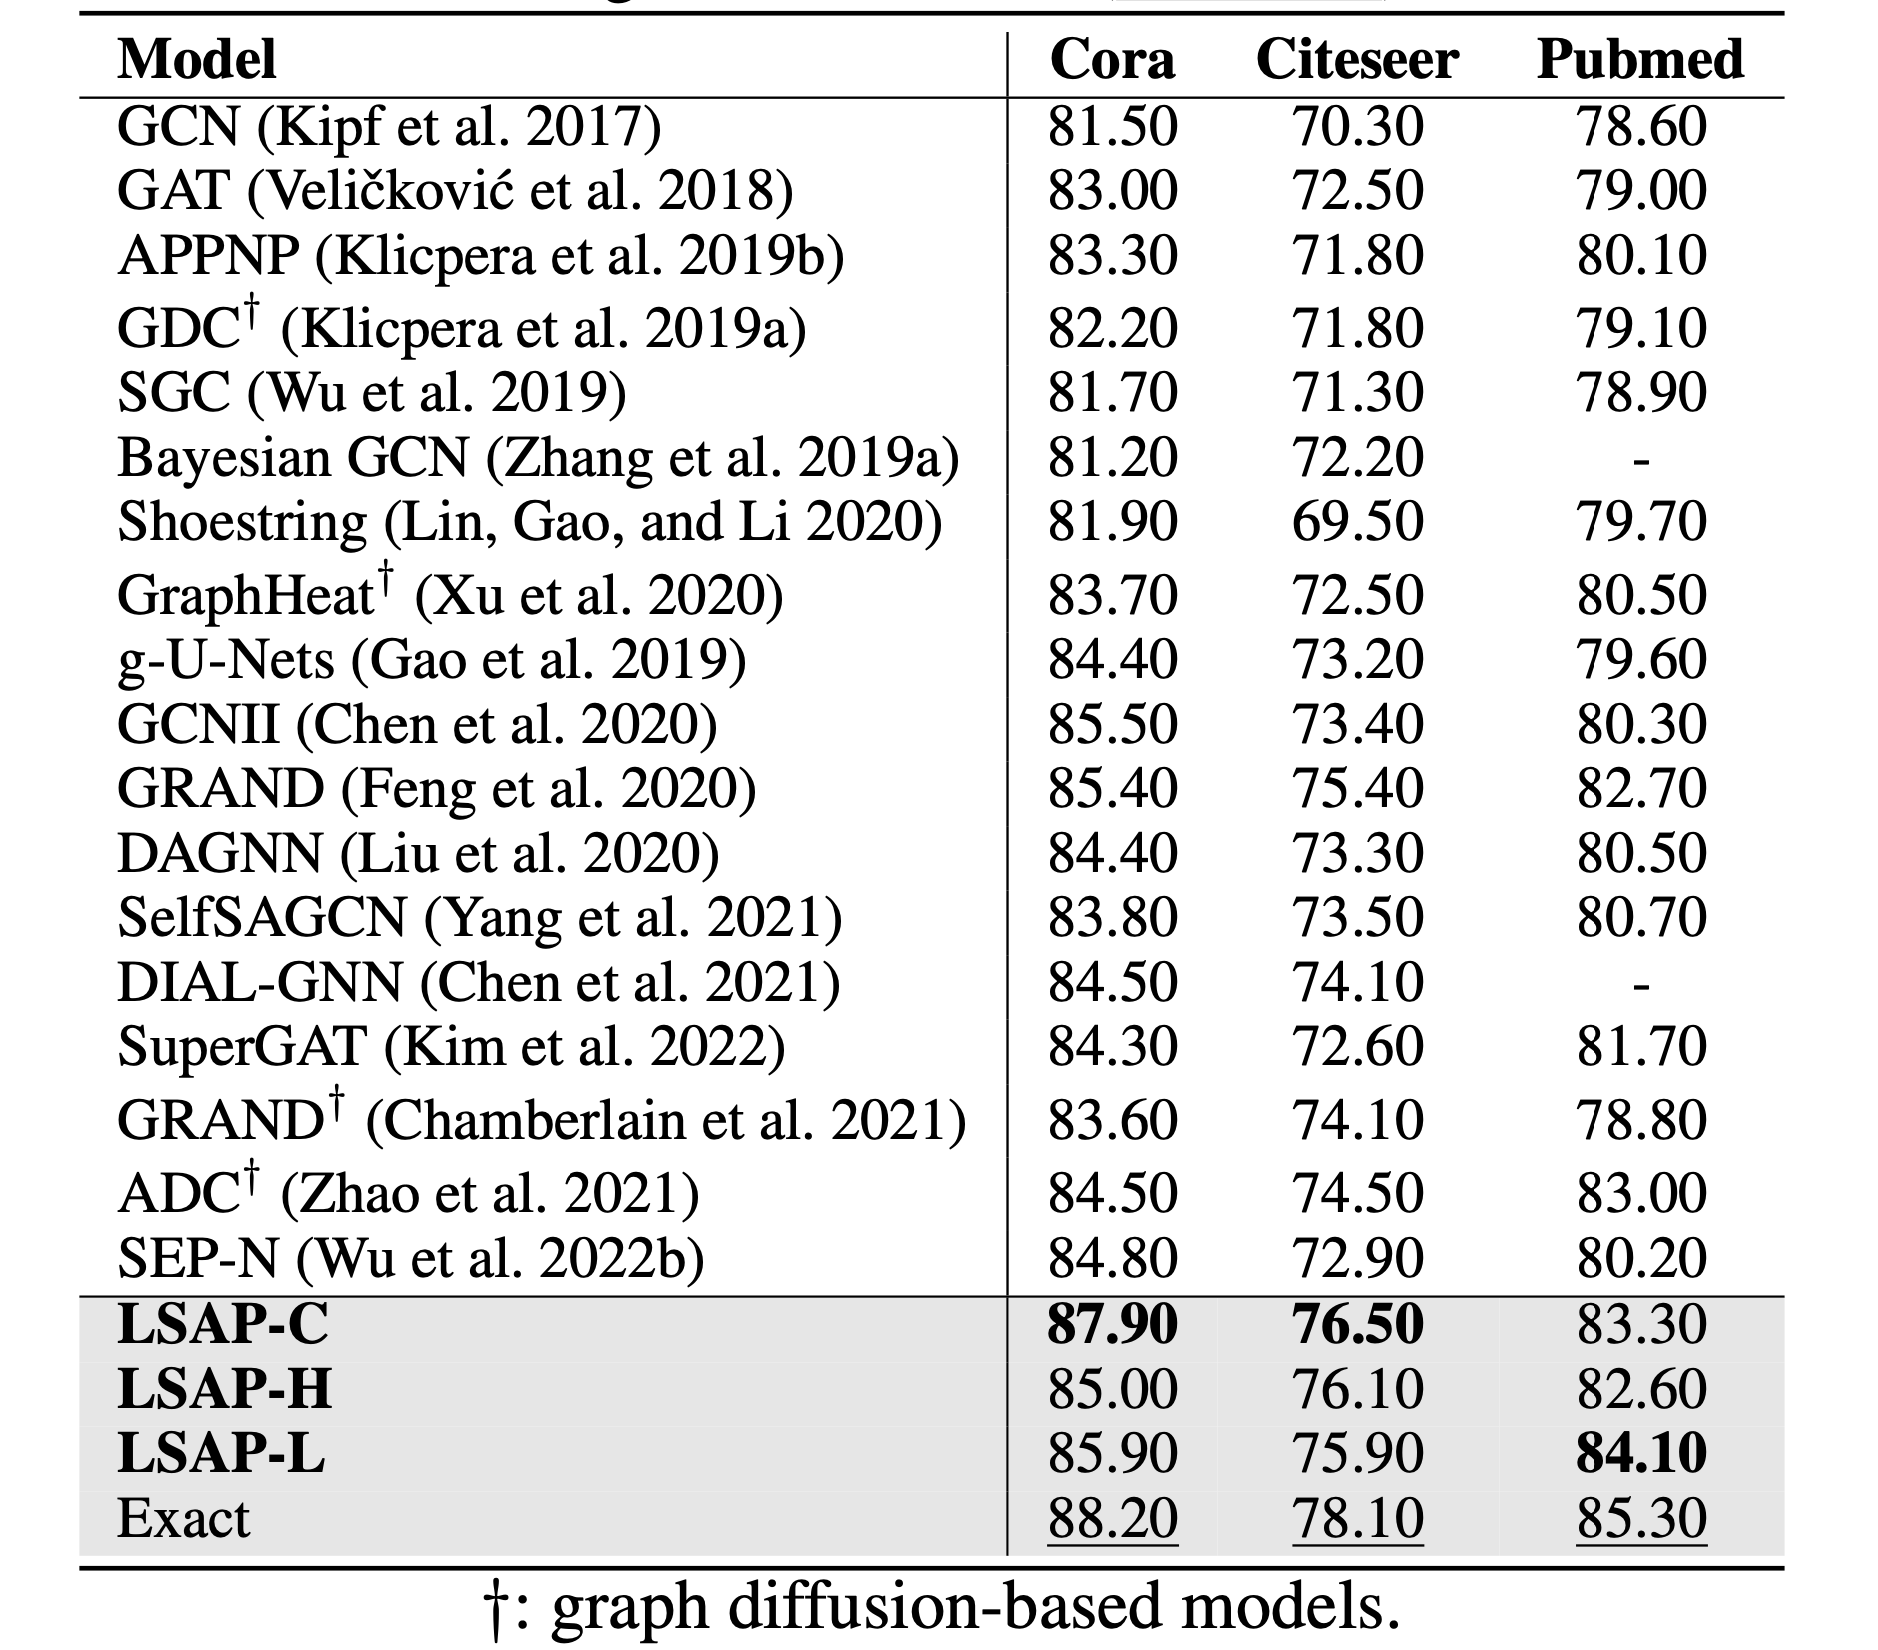 Model Cora Citeseer Pubmed
GCN (Kipf et al. 2017) 81.50 70.30 78.60
GAT (Veličković et al. 2018) 83.00 72.50 79.00
APPNP (Klicpera et al. 2019b) 83.30 71.80 80.10
GDC† (Klicpera et al. 2019a) 82.20 71.80 79.10
SGC (Wu et al. 2019) 81.70 71.30 78.90
Bayesian GCN (Zhang et al. 2019a) 81.20 72.20 -
Shoestring (Lin, Gao, and Li 2020) 81.90 69.50 79.70
GraphHeat† (Xu et al. 2020) 83.70 72.50 80.50
g-U-Nets (Gao et al. 2019) 84.40 73.20 79.60
GCNII (Chen et al. 2020) 85.50 73.40 80.30
GRAND (Feng et al. 2020) 85.40 75.40 82.70
DAGNN (Liu et al. 2020) 84.40 73.30 80.50
SelfSAGCN (Yang et al. 2021) 83.80 73.50 80.70
DIAL-GNN (Chen et al. 2021) 84.50 74.10 -
SuperGAT (Kim et al. 2022) 84.30 72.60 81.70
GRAND† (Chamberlain et al. 2021) 83.60 74.10 78.80
ADC† (Zhao et al. 2021) 84.50 74.50 83.00
SEP-N (Wu et al. 2022b) 84.80 72.90 80.20
LSAP-C 87.90 76.50 83.30
LSAP-H 85.00 76.10 82.60
LSAP-L 85.90 75.90 84.10
Exact 88.20 78.10 85.30
†: graph diffusion-based models.